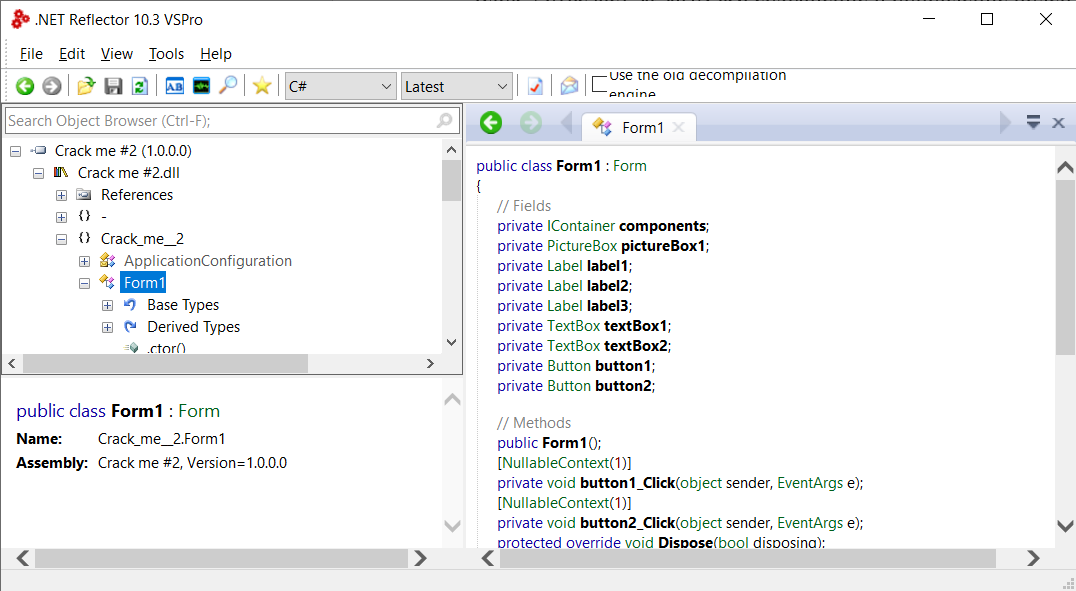 .NET Reflector 10.3 VSPro
File Edit View Tools Help
C# Latest Use the old decompilation
engine
Search Object Browser (Ctrl-F);
Form1
Crack me #2 (1.0.0.0)
Crack me #2.dll
References
{} -
{} Crack_me__2
ApplicationConfiguration
Form1
Base Types
Derived Types
.ctor()
public class Form1 : Form
Name: Crack_me__2.Form1
Assembly: Crack me #2, Version=1.0.0.0
public class Form1 : Form
{
// Fields
private IContainer components;
private PictureBox pictureBox1;
private Label label1;
private Label label2;
private Label label3;
private TextBox textBox1;
private TextBox textBox2;
private Button button1;
private Button button2;
// Methods
public Form1();
[NullableContext(1)]
private void button1_Click(object sender, EventArgs e);
[NullableContext(1)]
private void button2_Click(object sender, EventArgs e);
protected override void Dispose(bool disposing);